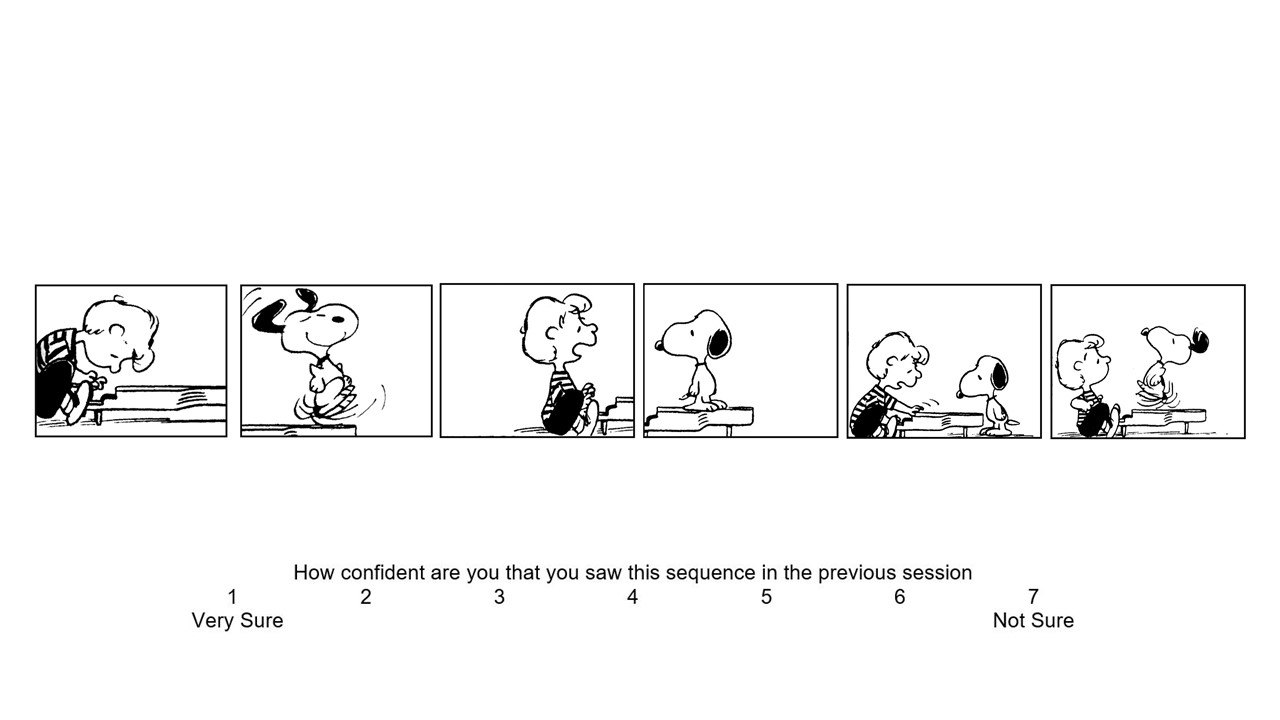 How confident are you that you saw this sequence in the previous session
1 2 3 4 5 6 7
Very Sure Not Sure